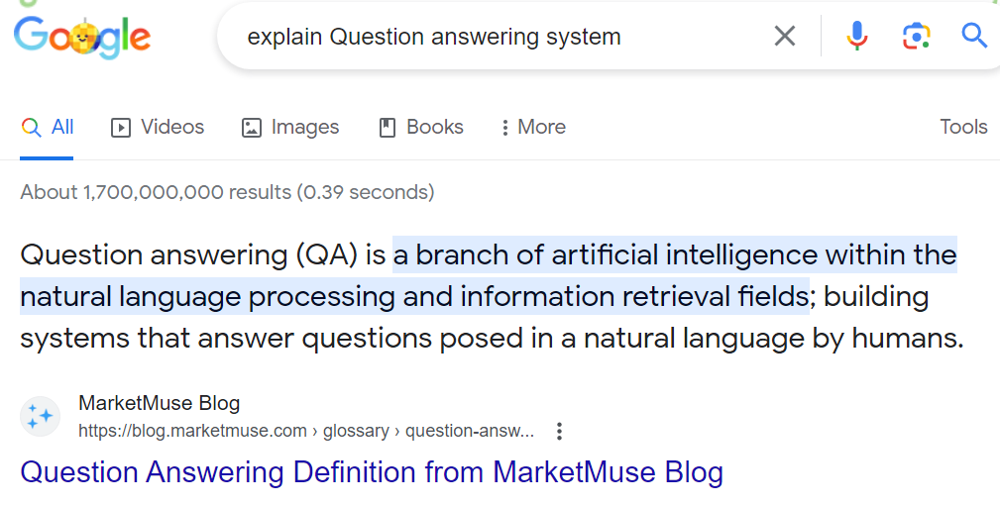 Google
explain Question answering system
All Videos Images Books More Tools
About 1,700,000,000 results (0.39 seconds)
Question answering (QA) is a branch of artificial intelligence within the
natural language processing and information retrieval fields; building
systems that answer questions posed in a natural language by humans.
MarketMuse Blog
https://blog.marketmuse.com › glossary › question-answ...
Question Answering Definition from MarketMuse Blog